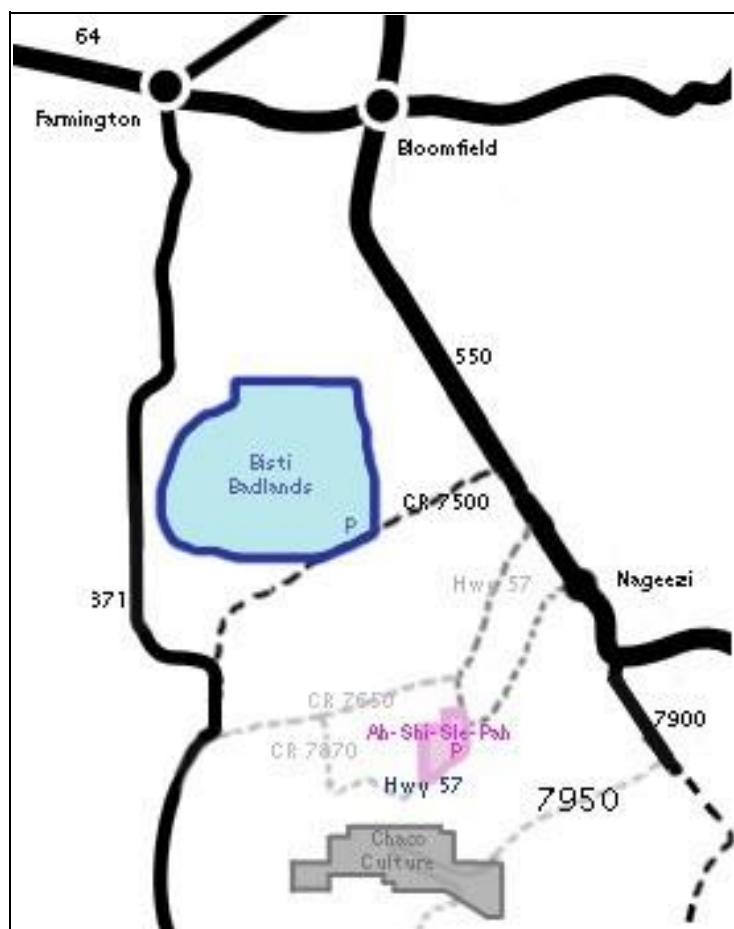 64
Farmington
Bloomfield
550
Bisti
Badlands
P
CR 7500
371
Hwy 57
Nageezi
CR 7650
7900
Ah-Shi-Sle-Pah
CR 7870
P
Hwy 57
7950
Chaco
Culture